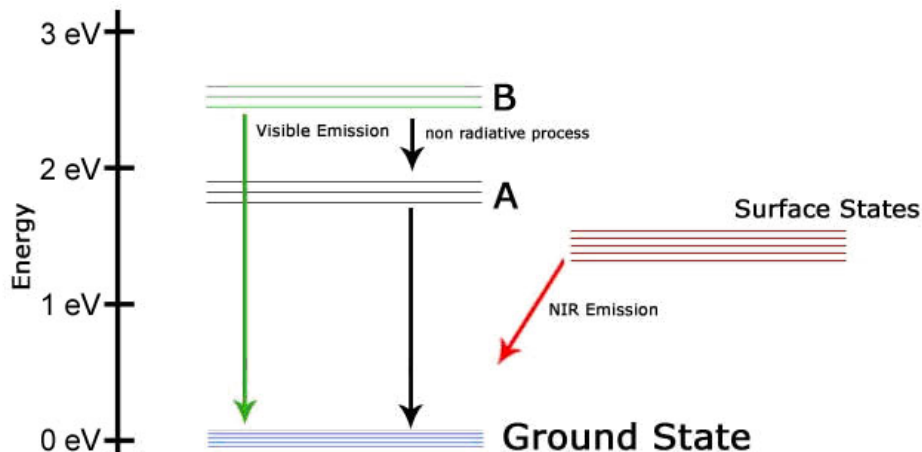 3 eV
B
Visible Emission
non radiative process
2 eV
A
Surface States
Energy
1 eV
NIR Emission
0 eV
Ground State